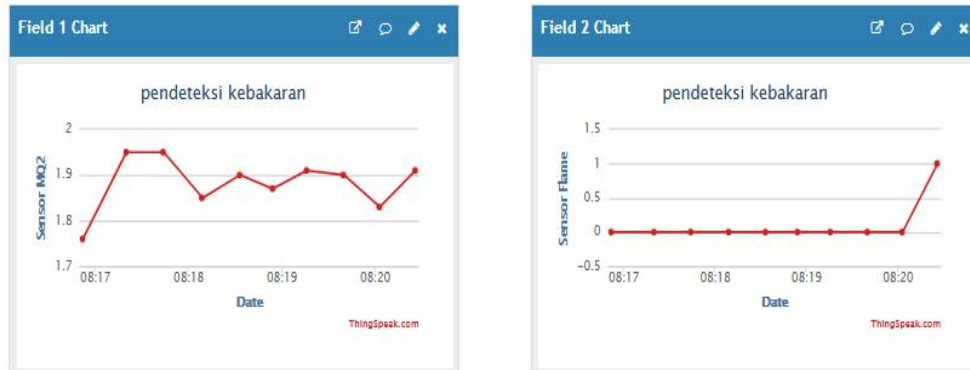 Field 1 Chart
pendeteksi kebakaran
Sensor MQ2
2
1.9
1.8
1.7
08:17 08:18 08:19 08:20
Date
ThingSpeak.com
Field 2 Chart
pendeteksi kebakaran
Sensor Flame
1.5
1
0.5
0
-0.5
08:17 08:18 08:19 08:20
Date
ThingSpeak.com